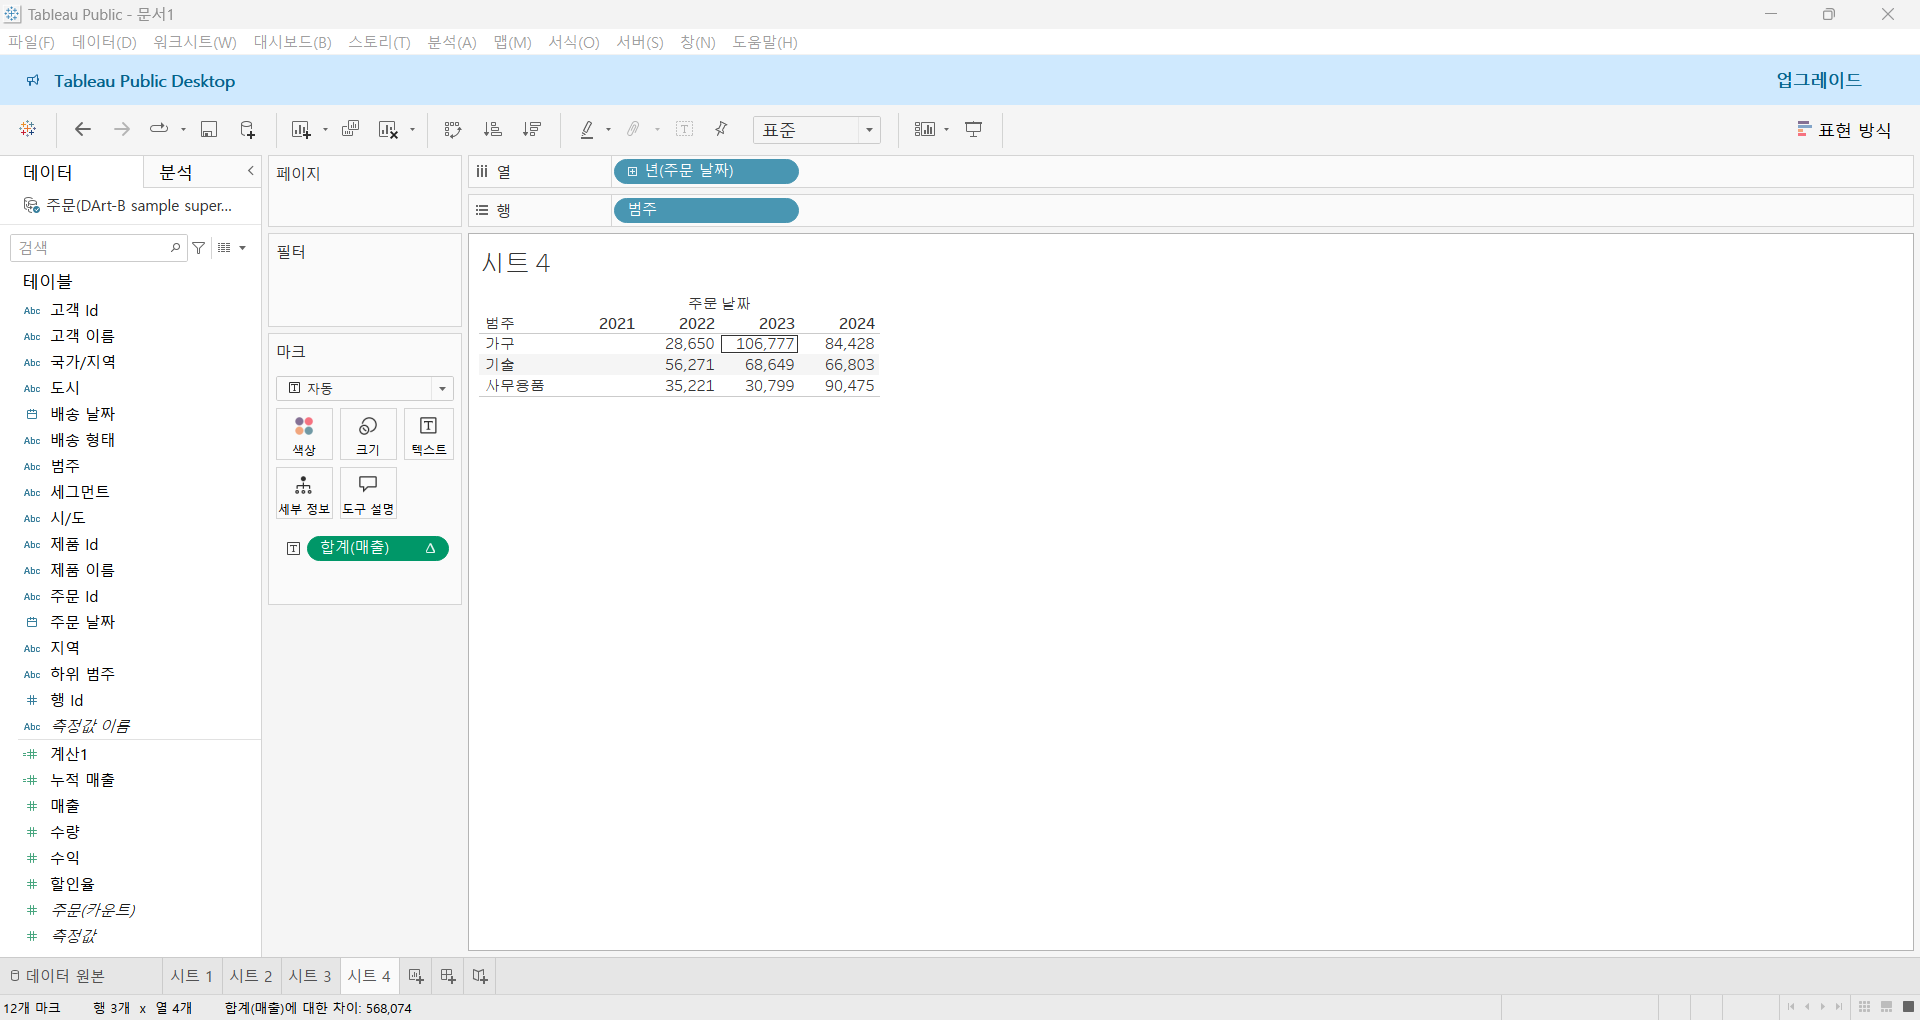 Tableau Public - 문서1
파일(F) 데이터(D) 워크시트(W) 대시보드(B) 스토리(T) 분석(A) 맵(M) 서식(O) 서버(S) 창(N) 도움말(H)
Tableau Public Desktop 업그레이드
표준 표현 방식
데이터 분석
주문(DArt-B sample super...
검색
테이블
Abc 고객 Id
Abc 고객 이름
Abc 국가/지역
Abc 도시
배송 날짜
Abc 배송 형태
Abc 범주
Abc 세그먼트
Abc 시/도
Abc 제품 Id
Abc 제품 이름
Abc 주문 Id
주문 날짜
Abc 지역
Abc 하위 범주
행 Id
Abc 측정값 이름
계산1
누적 매출
매출
수량
수익
할인율
주문(카운트)
측정값
페이지
필터
마크
자동
색상 크기 텍스트
세부 정보 도구 설명
합계(매출) Δ
열 년(주문 날짜)
행 범주
시트 4
주문 날짜
범주 2021 2022 2023 2024
가구 28,650 106,777 84,428
기술 56,271 68,649 66,803
사무용품 35,221 30,799 90,475
데이터 원본 시트 1 시트 2 시트 3 시트 4
12개 마크 행 3개 x 열 4개 합계(매출)에 대한 차이: 568,074